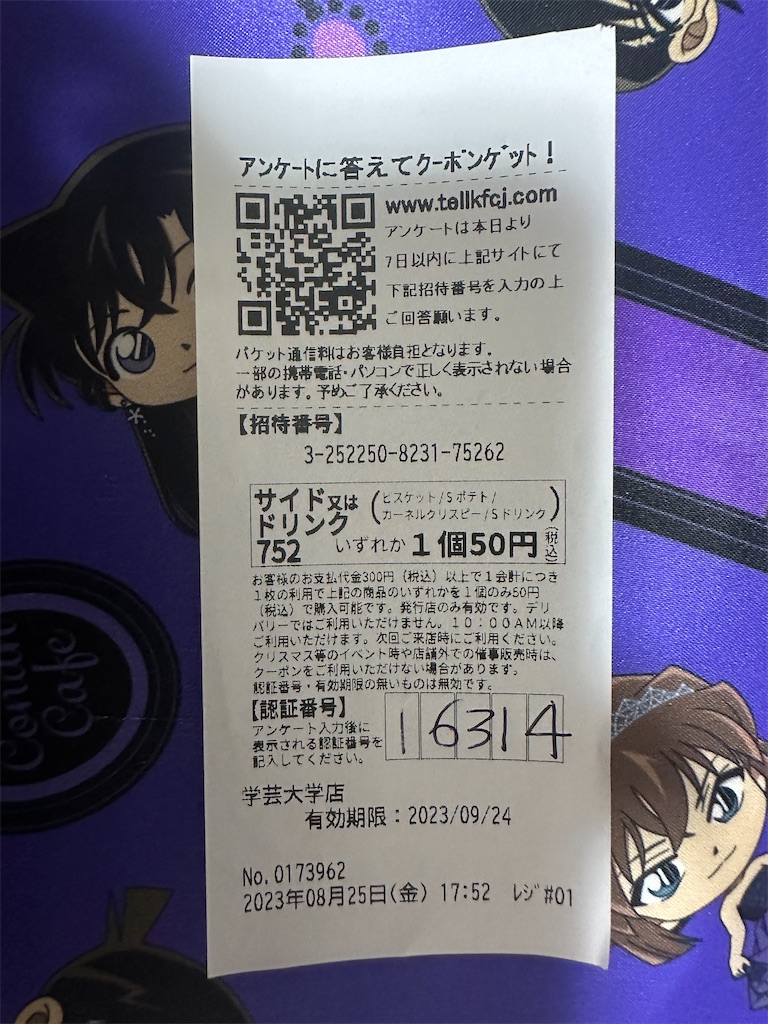 アンケートに答えてクーポンゲット！
www.tellkfcj.com
アンケートは本日より
7日以内に上記サイトにて
下記招待番号を入力の上
ご回答願います。
パケット通信料はお客様負担となります。
一部の携帯電話・パソコンで正しく表示されない場合
があります。予めご了承ください。
【招待番号】
3-252250-8231-75262
サイド又は
ドリンク
(ビスケット/Sポテト/
カーネルクリスピー/Sドリンク)
752 いずれか1個50円(税込)
お客様のお支払代金300円（税込）以上で1会計につき
1枚の利用で上記の商品のいずれかを1個のみ50円
（税込）で購入可能です。発行店のみ有効です。デリ
バリーではご利用いただけません。10:00AM以降
ご利用いただけます。次回ご来店時にご利用ください。
クリスマス等のイベント時や店舗外での催事販売時は、
クーポンをご利用いただけない場合があります。
認証番号・有効期限の無いものは無効です。
【認証番号】
アンケート入力後に
表示される認証番号を
記入してください。
16314
学芸大学店
有効期限：2023/09/24
No.0173962
2023年08月25日(金) 17:52 レジ#01
Conan
Cafe